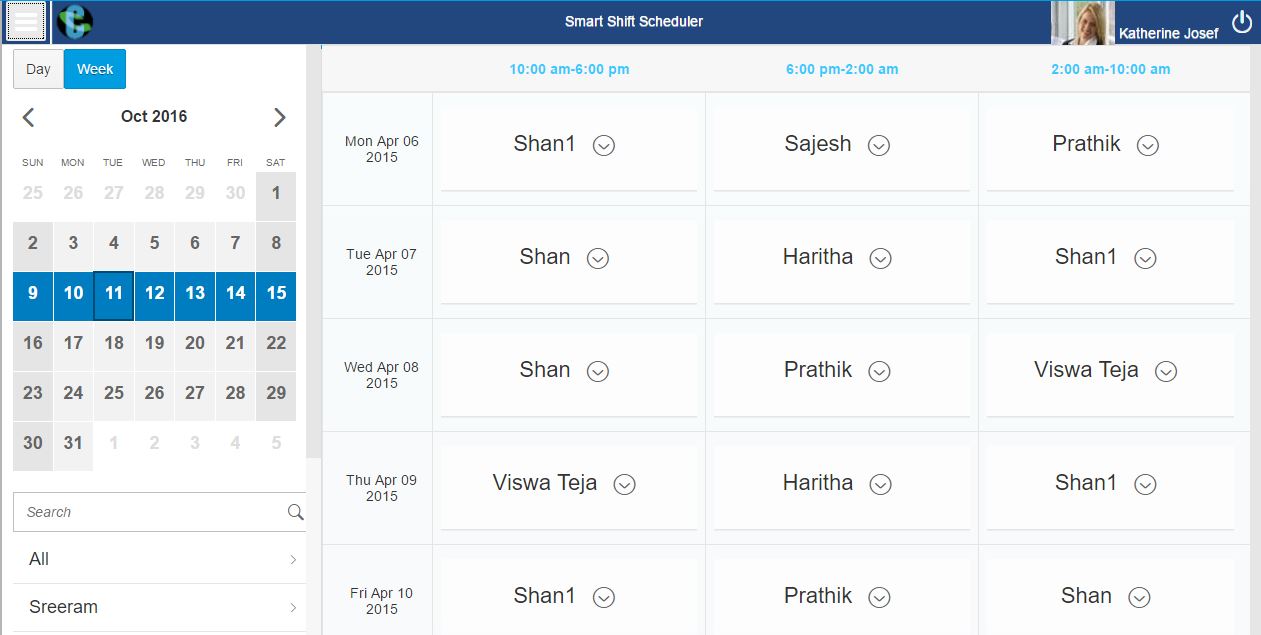 Smart Shift Scheduler
Katherine Josef
Day Week
Oct 2016
SUN MON TUE WED THU FRI SAT
25 26 27 28 29 30 1
2 3 4 5 6 7 8
9 10 11 12 13 14 15
16 17 18 19 20 21 22
23 24 25 26 27 28 29
30 31 1 2 3 4 5
Search
All
Sreeram
10:00 am-6:00 pm 6:00 pm-2:00 am 2:00 am-10:00 am
Mon Apr 06
2015
Shan1 Sajesh Prathik
Tue Apr 07
2015
Shan Haritha Shan1
Wed Apr 08
2015
Shan Prathik Viswa Teja
Thu Apr 09
2015
Viswa Teja Haritha Shan1
Fri Apr 10
2015
Shan1 Prathik Shan